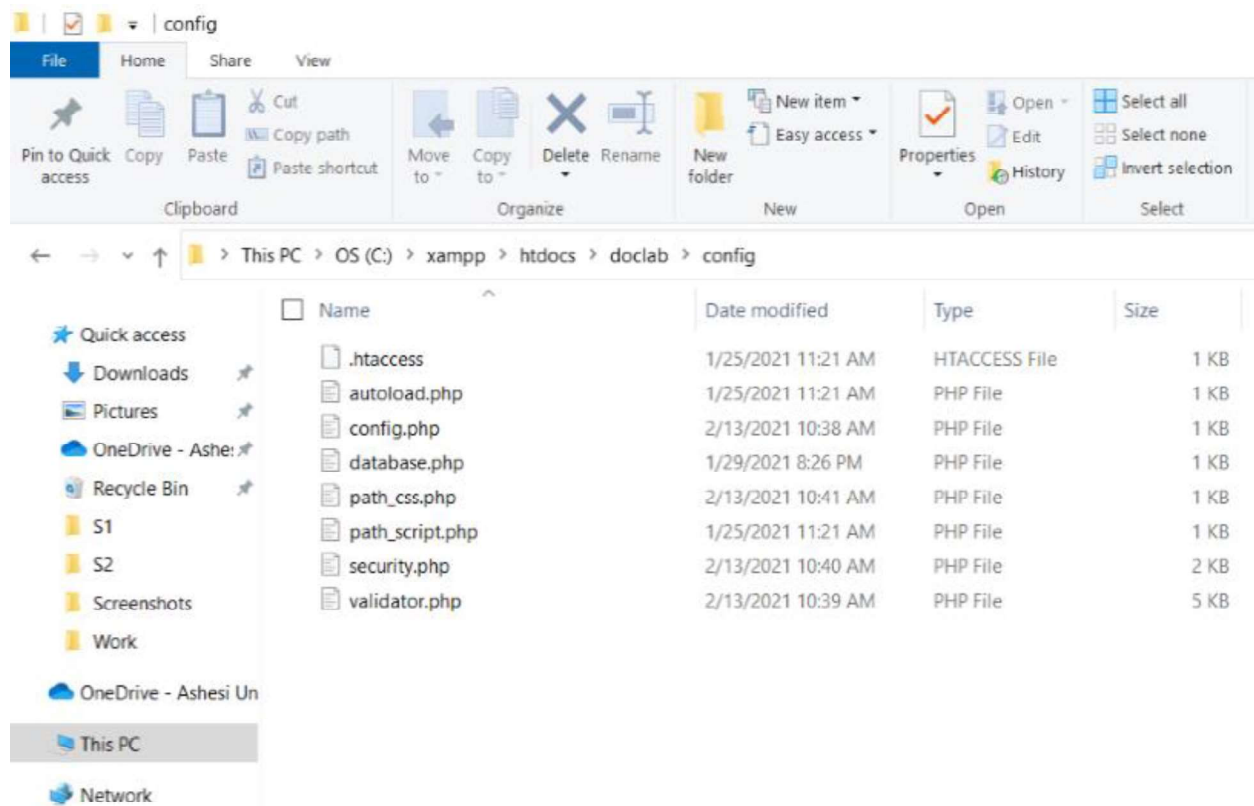 config
File Home Share View
Pin to Quick access
Copy
Paste
Cut
Copy path
Paste shortcut
Move to
Copy to
Delete
Rename
New folder
New item
Easy access
Properties
Open
Edit
History
Select all
Select none
Invert selection
Clipboard Organize New Open Select
This PC > OS (C:) > xampp > htdocs > doclab > config
Name Date modified Type Size
.htaccess 1/25/2021 11:21 AM HTACCESS File 1 KB
autoload.php 1/25/2021 11:21 AM PHP File 1 KB
config.php 2/13/2021 10:38 AM PHP File 1 KB
database.php 1/29/2021 8:26 PM PHP File 1 KB
path_css.php 2/13/2021 10:41 AM PHP File 1 KB
path_script.php 1/25/2021 11:21 AM PHP File 1 KB
security.php 2/13/2021 10:40 AM PHP File 2 KB
validator.php 2/13/2021 10:39 AM PHP File 5 KB
Quick access
Downloads
Pictures
OneDrive - Ashe
Recycle Bin
S1
S2
Screenshots
Work
OneDrive - Ashesi Un
This PC
Network